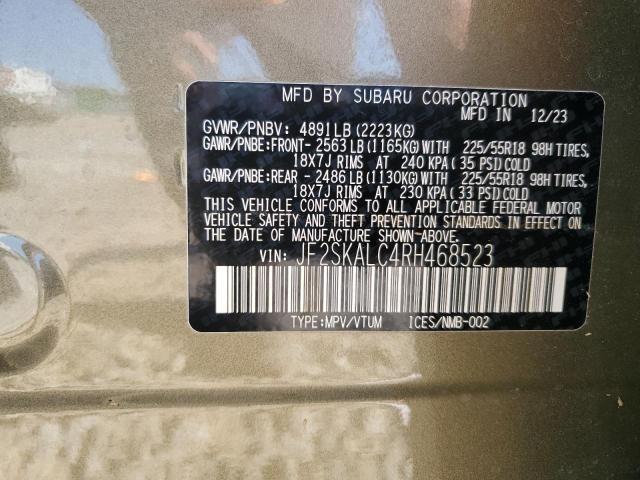 MFD BY SUBARU CORPORATION
MFD IN 12/23
GVWR/PNBV: 4891LB(2223KG)
GAWR/PNBE:FRONT- 2563LB(1165KG)WITH 225/55R18 98H TIRES,
18X7J RIMS AT 240 KPA(35 PSI)COLD
GAWR/PNBE:REAR - 2486LB(1130KG)WITH 225/55R18 98H TIRES,
18X7J RIMS AT 230 KPA(33 PSI)COLD
THIS VEHICLE CONFORMS TO ALL APPLICABLE FEDERAL MOTOR
VEHICLE SAFETY AND THEFT PREVENTION STANDARDS IN EFFECT ON
THE DATE OF MANUFACTURE SHOWN-ABOVE.
VIN: JF2SKALC4RH468523
TYPE:MPV/VTUM ICES/NMB-002